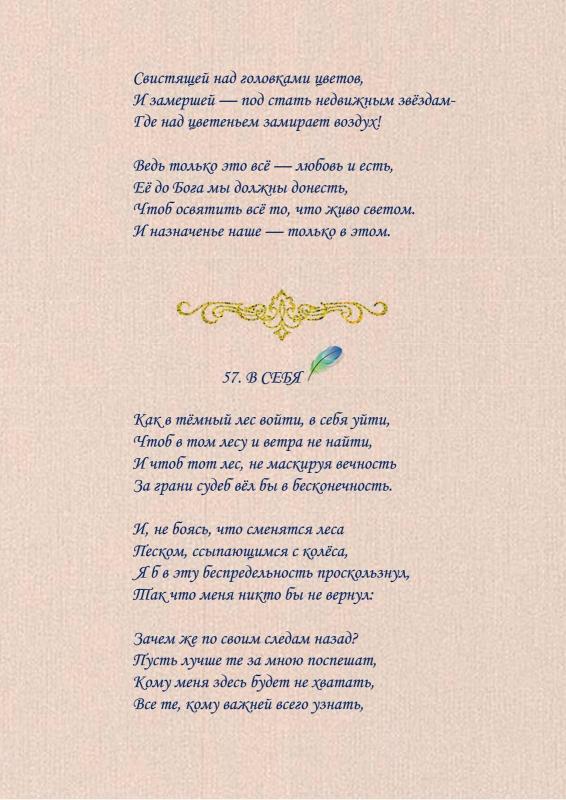 Свистящей над головками цветов,
И замершей — под стать недвижным звёздам-
Где над цветеньем замирает воздух!
Ведь только это всё — любовь и есть,
Её до Бога мы должны донесть,
Чтоб освятить всё то, что живо светом.
И назначенье наше — только в этом.
57. В СЕБЯ
Как в тёмный лес войти, в себя уйти,
Чтоб в том лесу и ветра не найти,
И чтоб тот лес, не маскируя вечность
За грани судеб вёл бы в бесконечность.
И, не боясь, что сменятся леса
Песком, ссыпающимся с колёса,
Я б в эту беспредельность проскользнул,
Так что меня никто бы не вернул:
Зачем же по своим следам назад?
Пусть лучше те за мною поспешат,
Кому меня здесь будет не хватать,
Все те, кому важней всего узнать,